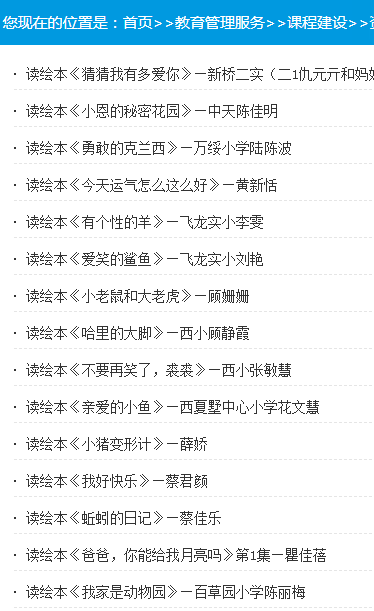 您现在的位置是：首页>>教育管理服务>>课程建设>>
· 读绘本《猜猜我有多爱你》—新桥二实（二1仇元亓和妈
· 读绘本《小恩的秘密花园》—中天陈佳明
· 读绘本《勇敢的克兰西》—万绥小学陆陈波
· 读绘本《今天运气怎么这么好》—黄新恬
· 读绘本《有个性的羊》—飞龙实小李雯
· 读绘本《爱笑的鲨鱼》—飞龙实小刘艳
· 读绘本《小老鼠和大老虎》—顾姗姗
· 读绘本《哈里的大脚》—西小顾静霞
· 读绘本《不要再笑了，裘裘》—西小张敏慧
· 读绘本《亲爱的小鱼》—西夏墅中心小学花文慧
· 读绘本《小猪变形计》—薛娇
· 读绘本《我好快乐》—蔡君颜
· 读绘本《蚯蚓的日记》—蔡佳乐
· 读绘本《爸爸，你能给我月亮吗》第1集—瞿佳蓓
· 读绘本《我家是动物园》—百草园小学陈丽梅